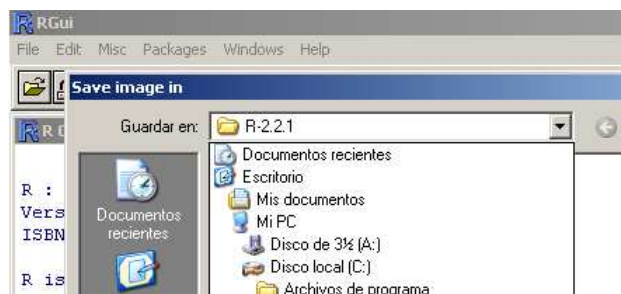 RGui
File Edit Misc Packages Windows Help
Save image in
R
Guardar en: R-2.2.1
Documentos recientes
Escritorio
Mis documentos
Mi PC
Disco de 3½ (A:)
Disco local (C:)
Archivos de programa
Documentos
recientes
R :
Vers
ISBN
R is